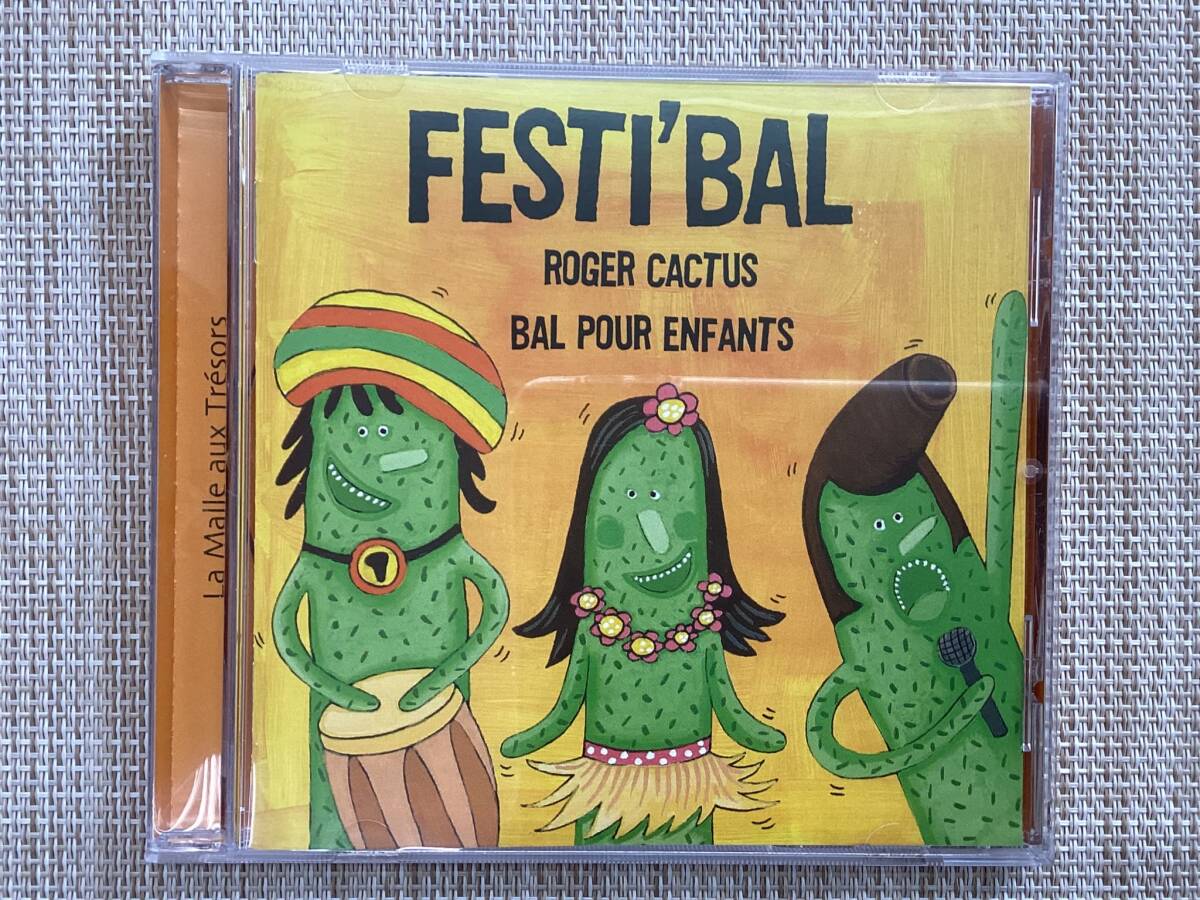 FESTI'BAL
ROGER CACTUS
BAL POUR ENFANTS
La Malle aux Trésors